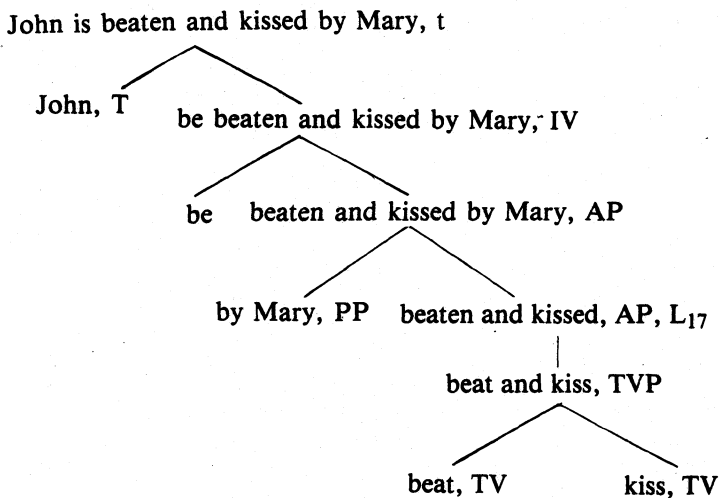 John is beaten and kissed by Mary, t
John, T
be beaten and kissed by Mary, IV
be beaten and kissed by Mary, AP
by Mary, PP beaten and kissed, AP, L₁₇
beat and kiss, TVP
beat, TV kiss, TV